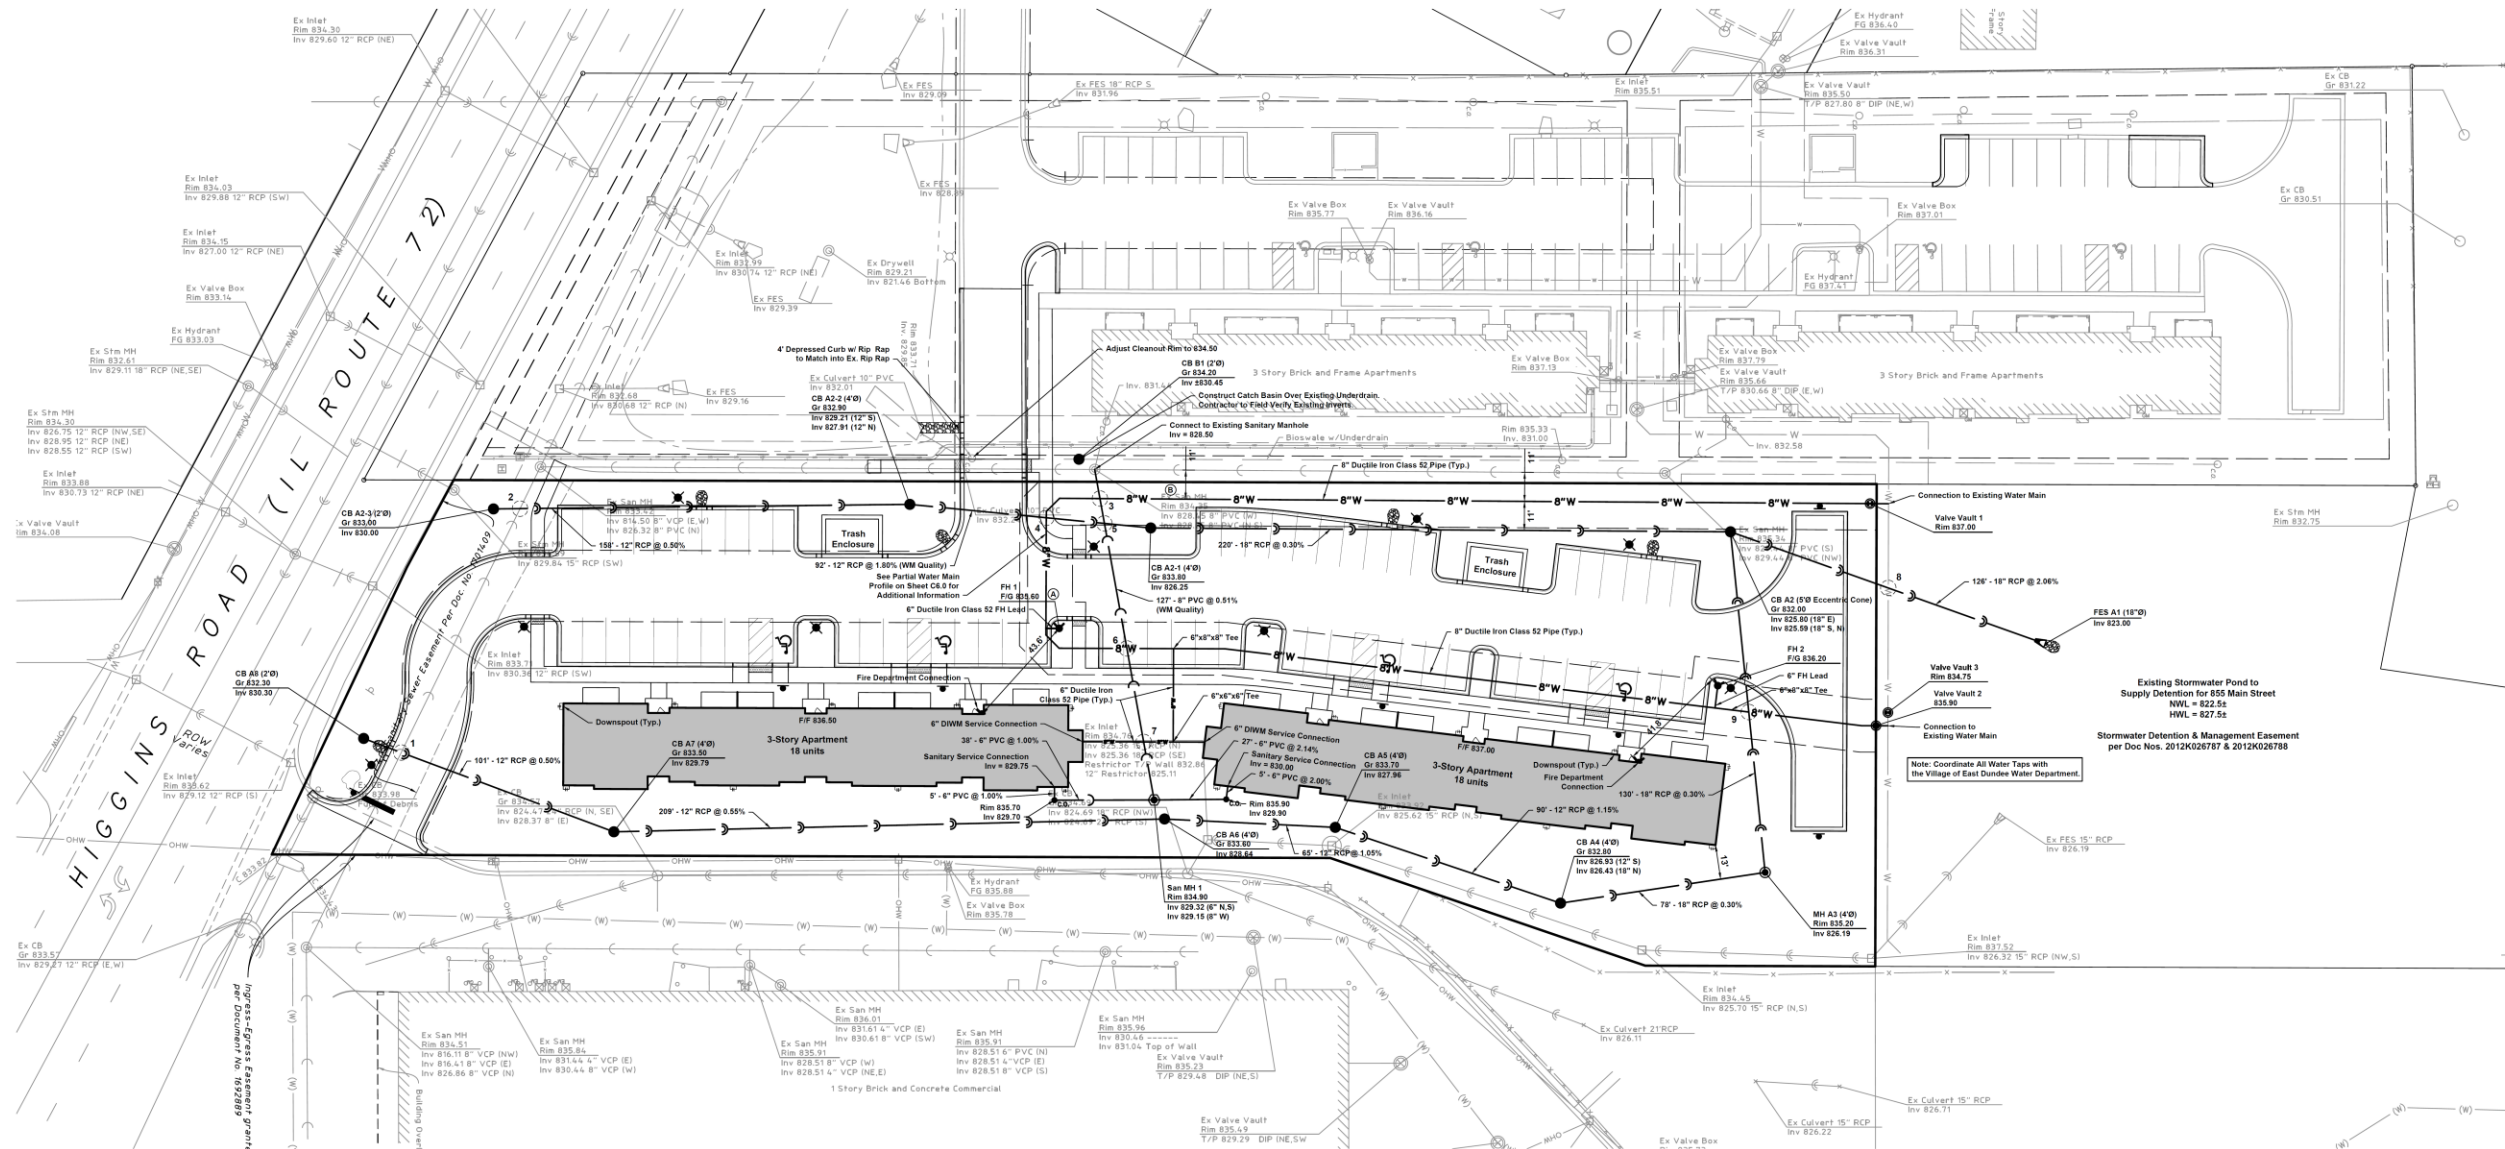 Ex Inlet
Rim 834.30
Inv 829.60 12" RCP (NE)
Ex Inlet
Rim 834.03
Inv 829.88 12" RCP (SW)
Ex Inlet
Rim 834.15
Inv 827.00 12" RCP (NE)
Ex Valve Box
Rim 833.14
Ex Hydrant
FG 833.03
Ex Stm MH
Rim 832.61
Inv 829.11 18" RCP (NE,SE)
Ex Stm MH
Rim 834.30
Inv 826.75 12" RCP (NW,SE)
Inv 828.95 12" RCP (NE)
Inv 828.55 12" RCP (SW)
Ex Inlet
Rim 833.88
Inv 830.73 12" RCP (NE)
Ex Valve Vault
Rim 834.08
HIGGINS ROAD (IL ROUTE 72)
ROW
Varies
Ex FES
Inv 829.09
Ex FES 18" RCP S
Inv 831.96
Ex FES
Ex Inlet
Rim 832.99
Inv 830.74 12" RCP (NE)
Ex Drywell
Rim 829.21
Inv 821.46 Bottom
Ex FES
Inv 829.39
Ex FES
Inv 829.16
Ex Inlet
Rim 832.68
Inv 830.68 12" RCP (N)
Ex Inlet
Rim 835.51
Ex Hydrant
FG 836.40
Ex Valve Vault
Rim 836.31
Ex Valve Vault
Rim 835.50
T/P 827.80 8" DIP (NE,W)
Story
Frame
Ex CB
Gr 831.22
Ex CB
Gr 830.51
Ex Valve Box
Rim 835.77
Ex Valve Vault
Rim 836.16
Ex Valve Box
Rim 837.01
Ex Hydrant
FG 837.41
Ex Valve Box
Rim 837.13
Ex Valve Box
Rim 837.79
Ex Valve Vault
Rim 835.66
T/P 830.66 8" DIP (E,W)
3 Story Brick and Frame Apartments
3 Story Brick and Frame Apartments
4' Depressed Curb w/ Rip Rap
to Match into Ex. Rip Rap
Adjust Cleanout Rim to 834.50
Ex Culvert 10" PVC
Inv 832.01
CB A2-2 (4'Ø)
Gr 832.90
Inv 829.21 (12" S)
Inv 827.91 (12" N)
CB B1 (2'Ø)
Gr 834.20
Inv ±830.45
Construct Catch Basin Over Existing Underdrain.
Contractor to Field Verify Existing Inverts
Connect to Existing Sanitary Manhole
Inv = 828.50
Bioswale w/Underdrain
Rim 835.33
Inv. 831.00
Inv. 832.58
8" Ductile Iron Class 52 Pipe (Typ.)
8"W 8"W 8"W 8"W 8"W 8"W 8"W
Connection to Existing Water Main
Valve Vault 1
Rim 837.00
Ex Stm MH
Rim 832.75
CB A2-3 (2'Ø)
Gr 833.00
Inv 830.00
158' - 12" RCP @ 0.50%
Trash
Enclosure
92' - 12" RCP @ 1.80% (WM Quality)
See Partial Water Main
Profile on Sheet C6.0 for
Additional Information
CB A2-1 (4'Ø)
Gr 833.80
Inv 826.25
220' - 18" RCP @ 0.30%
Trash
Enclosure
127' - 8" PVC @ 0.51%
(WM Quality)
FH 1
F/G 835.60
6" Ductile Iron Class 52 FH Lead
CB A2 (5'Ø Eccentric Cone)
Gr 832.00
Inv 825.80 (18" E)
Inv 825.59 (18" S, N)
126' - 18" RCP @ 2.06%
FES A1 (18"Ø)
Inv 823.00
6"x8"x8" Tee
8" Ductile Iron Class 52 Pipe (Typ.)
FH 2
F/G 836.20
6" FH Lead
6"x8"x8" Tee
Valve Vault 3
Rim 834.75
Valve Vault 2
835.90
Connection to
Existing Water Main
Existing Stormwater Pond to
Supply Detention for 855 Main Street
NWL = 822.5±
HWL = 827.5±
Stormwater Detention & Management Easement
per Doc Nos. 2012K026787 & 2012K026788
Note: Coordinate All Water Taps with
the Village of East Dundee Water Department.
CB A8 (2'Ø)
Gr 832.30
Inv 830.30
101' - 12" RCP @ 0.50%
Downspout (Typ.)
Fire Department Connection
43.6'
F/F 836.50
3-Story Apartment
18 units
CB A7 (4'Ø)
Gr 833.50
Inv 829.79
6" DIWM Service Connection
38' - 6" PVC @ 1.00%
Sanitary Service Connection
Inv = 829.75
5' - 6" PVC @ 1.00%
Rim 835.70
Inv 829.70
6" Ductile Iron
Class 52 Pipe (Typ.)
6"x6"x6" Tee
6" DIWM Service Connection
27' - 6" PVC @ 2.14%
Sanitary Service Connection
Inv = 830.00
5' - 6" PVC @ 2.00%
Rim 835.90
Inv 829.90
CB A5 (4'Ø)
Gr 833.70
Inv 827.96
F/F 837.00
3-Story Apartment
18 units
Downspout (Typ.)
Fire Department
Connection
41.8'
130' - 18" RCP @ 0.30%
90' - 12" RCP @ 1.15%
209' - 12" RCP @ 0.55%
CB A6 (4'Ø)
Gr 833.60
Inv 828.64
65' - 12" RCP @ 1.05%
CB A4 (4'Ø)
Gr 832.80
Inv 826.93 (12" S)
Inv 826.43 (18" N)
13'
78' - 18" RCP @ 0.30%
MH A3 (4'Ø)
Rim 835.20
Inv 826.19
San MH 1
Rim 834.90
Inv 829.32 (6" N,S)
Inv 829.15 (8" W)
Ex Inlet
Rim 833.62
Inv 829.12 12" RCP (S)
Ex CB
Gr 833.57
Inv 829.27 12" RCP (E,W)
Ex Hydrant
FG 835.88
Ex Valve Box
Rim 835.78
Ex FES 15" RCP
Inv 826.19
Ex Inlet
Rim 837.52
Inv 826.32 15" RCP (NW,S)
Ex Inlet
Rim 834.45
Inv 825.70 15" RCP (N,S)
Ex Culvert 21"RCP
Inv 826.11
Ex Culvert 15" RCP
Inv 826.71
Ex Culvert 15" RCP
Inv 826.22
Ingress-Egress Easement
per Document No. 1692889
Ex San MH
Rim 834.51
Inv 816.11 8" VCP (NW)
Inv 816.41 8" VCP (E)
Inv 826.86 8" VCP (N)
Ex San MH
Rim 835.84
Inv 831.44 4" VCP (E)
Inv 830.44 8" VCP (W)
Ex San MH
Rim 836.01
Inv 831.61 4" VCP (E)
Inv 830.61 8" VCP (SW)
Ex San MH
Rim 835.91
Inv 828.51 8" VCP (W)
Inv 828.51 4" VCP (NE,E)
Ex San MH
Rim 835.91
Inv 828.51 6" PVC (N)
Inv 828.51 4"VCP (E)
Inv 828.51 8" VCP (S)
Ex San MH
Rim 835.96
Inv 830.46 ------
Inv 831.04 Top of Wall
Ex Valve Vault
Rim 835.23
T/P 829.48 DIP (NE,S)
1 Story Brick and Concrete Commercial
Ex Valve Vault
Rim 835.49
T/P 829.29 DIP (NE,SW
Ex Valve Box